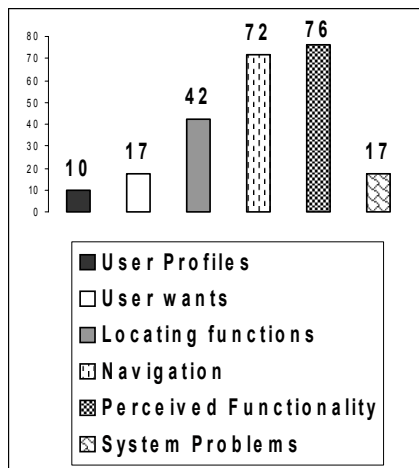 80
70
60
50
40
30
20
10
0
10
17
42
72
76
17
User Profiles
User wants
Locating functions
Navigation
Perceived Functionality
System Problems